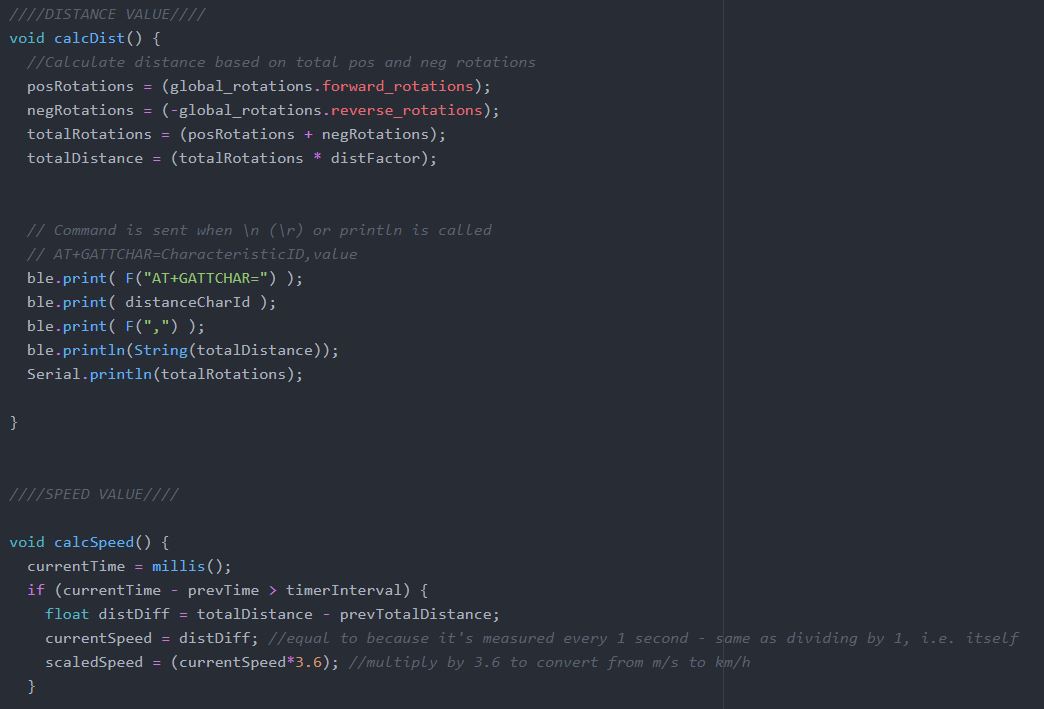 ////DISTANCE VALUE////
void calcDist() {
  //Calculate distance based on total pos and neg rotations
  posRotations = (global_rotations.forward_rotations);
  negRotations = (-global_rotations.reverse_rotations);
  totalRotations = (posRotations + negRotations);
  totalDistance = (totalRotations * distFactor);
  // Command is sent when \n (\r) or println is called
  // AT+GATTCHAR=CharacteristicID,value
  ble.print( F("AT+GATTCHAR=") );
  ble.print( distanceCharId );
  ble.print( F(",") );
  ble.println(String(totalDistance));
  Serial.println(totalRotations);
}
////SPEED VALUE////
void calcSpeed() {
  currentTime = millis();
  if (currentTime - prevTime > timerInterval) {
    float distDiff = totalDistance - prevTotalDistance;
    currentSpeed = distDiff; //equal to because it's measured every 1 second - same as dividing by 1, i.e. itself
    scaledSpeed = (currentSpeed*3.6); //multiply by 3.6 to convert from m/s to km/h
  }